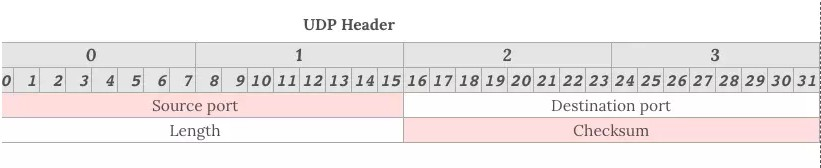 UDP Header
0 1 2 3
0 1 2 3 4 5 6 7 8 9 10 11 12 13 14 15 16 17 18 19 20 21 22 23 24 25 26 27 28 29 30 31
Source port Destination port
Length Checksum